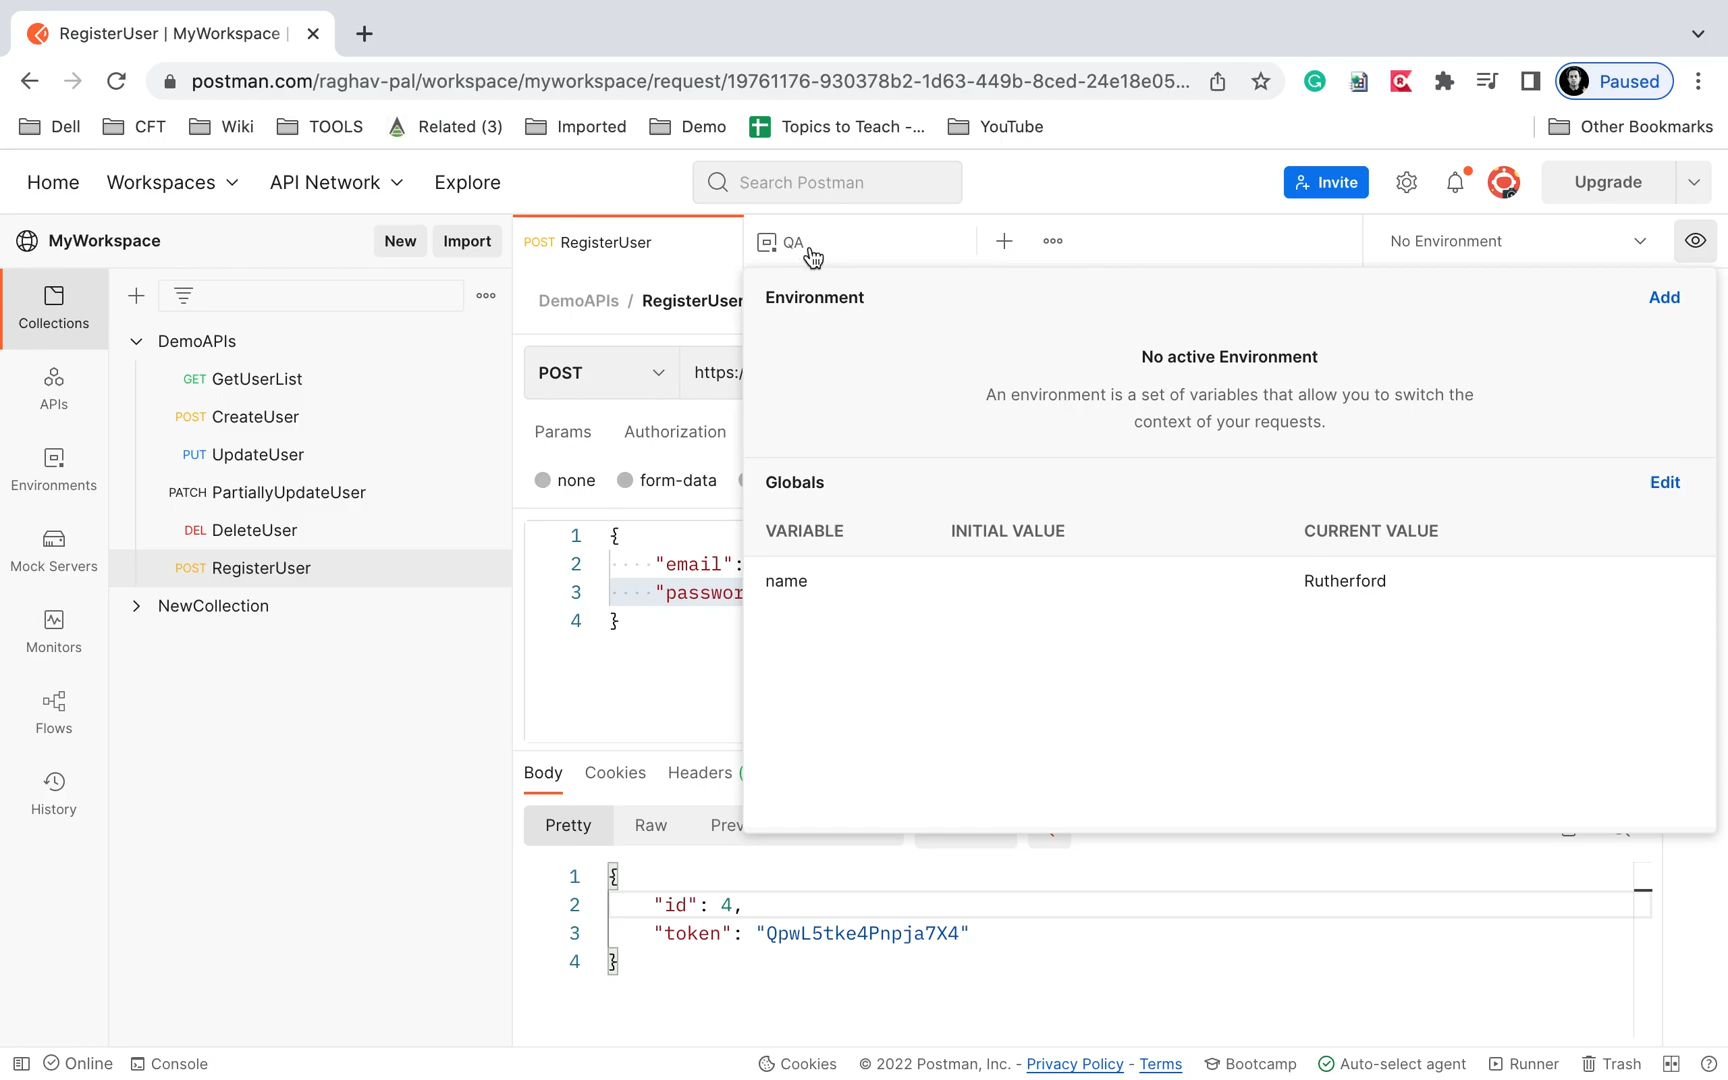 RegisterUser | MyWorkspace |
postman.com/raghav-pal/workspace/myworkspace/request/19761176-930378b2-1d63-449b-8ced-24e18e05...
Paused
Dell
CFT
Wiki
TOOLS
Related (3)
Imported
Demo
Topics to Teach -...
YouTube
Other Bookmarks
Home
Workspaces
API Network
Explore
Search Postman
Invite
Upgrade
MyWorkspace
New
Import
POST RegisterUser
QA
No Environment
Collections
APIs
Environments
Mock Servers
Monitors
Flows
History
DemoAPIs
GET GetUserList
POST CreateUser
PUT UpdateUser
PATCH PartiallyUpdateUser
DEL DeleteUser
POST RegisterUser
NewCollection
DemoAPIs / RegisterUser
POST
https:/
Params
Authorization
none
form-data
1 {
2 ····"email":
3 ····"passwor
4 }
Environment
Add
No active Environment
An environment is a set of variables that allow you to switch the
context of your requests.
Globals
Edit
VARIABLE
INITIAL VALUE
CURRENT VALUE
name
Rutherford
Body
Cookies
Headers (
Pretty
Raw
Prev
1 {
2 "id": 4,
3 "token": "QpwL5tke4Pnpja7X4"
4 }
Online
Console
Cookies
© 2022 Postman, Inc. - Privacy Policy - Terms
Bootcamp
Auto-select agent
Runner
Trash